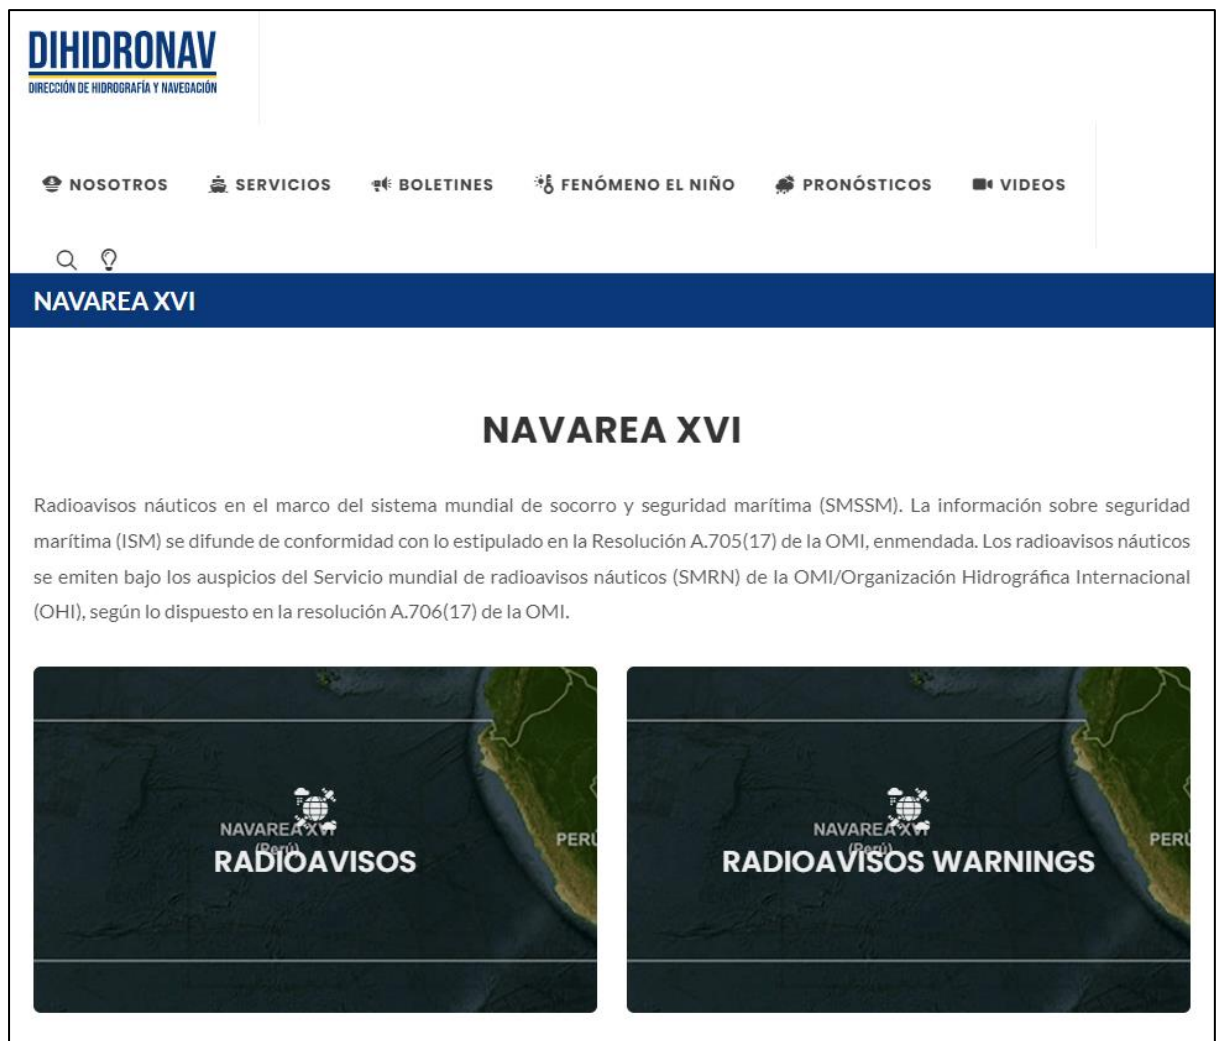 DIHIDRONAV
DIRECCIÓN DE HIDROGRAFÍA Y NAVEGACIÓN
NOSOTROS SERVICIOS BOLETINES FENÓMENO EL NIÑO PRONÓSTICOS VIDEOS
NAVAREA XVI
NAVAREA XVI
Radioavisos náuticos en el marco del sistema mundial de socorro y seguridad marítima (SMSSM). La información sobre seguridad
marítima (ISM) se difunde de conformidad con lo estipulado en la Resolución A.705(17) de la OMI, enmendada. Los radioavisos náuticos
se emiten bajo los auspicios del Servicio mundial de radioavisos náuticos (SMRN) de la OMI/Organización Hidrográfica Internacional
(OHI), según lo dispuesto en la resolución A.706(17) de la OMI.
NAVAREA XVI
(Perú)
PERÚ
RADIOAVISOS
NAVAREA XVI
(Perú)
PERÚ
RADIOAVISOS WARNINGS